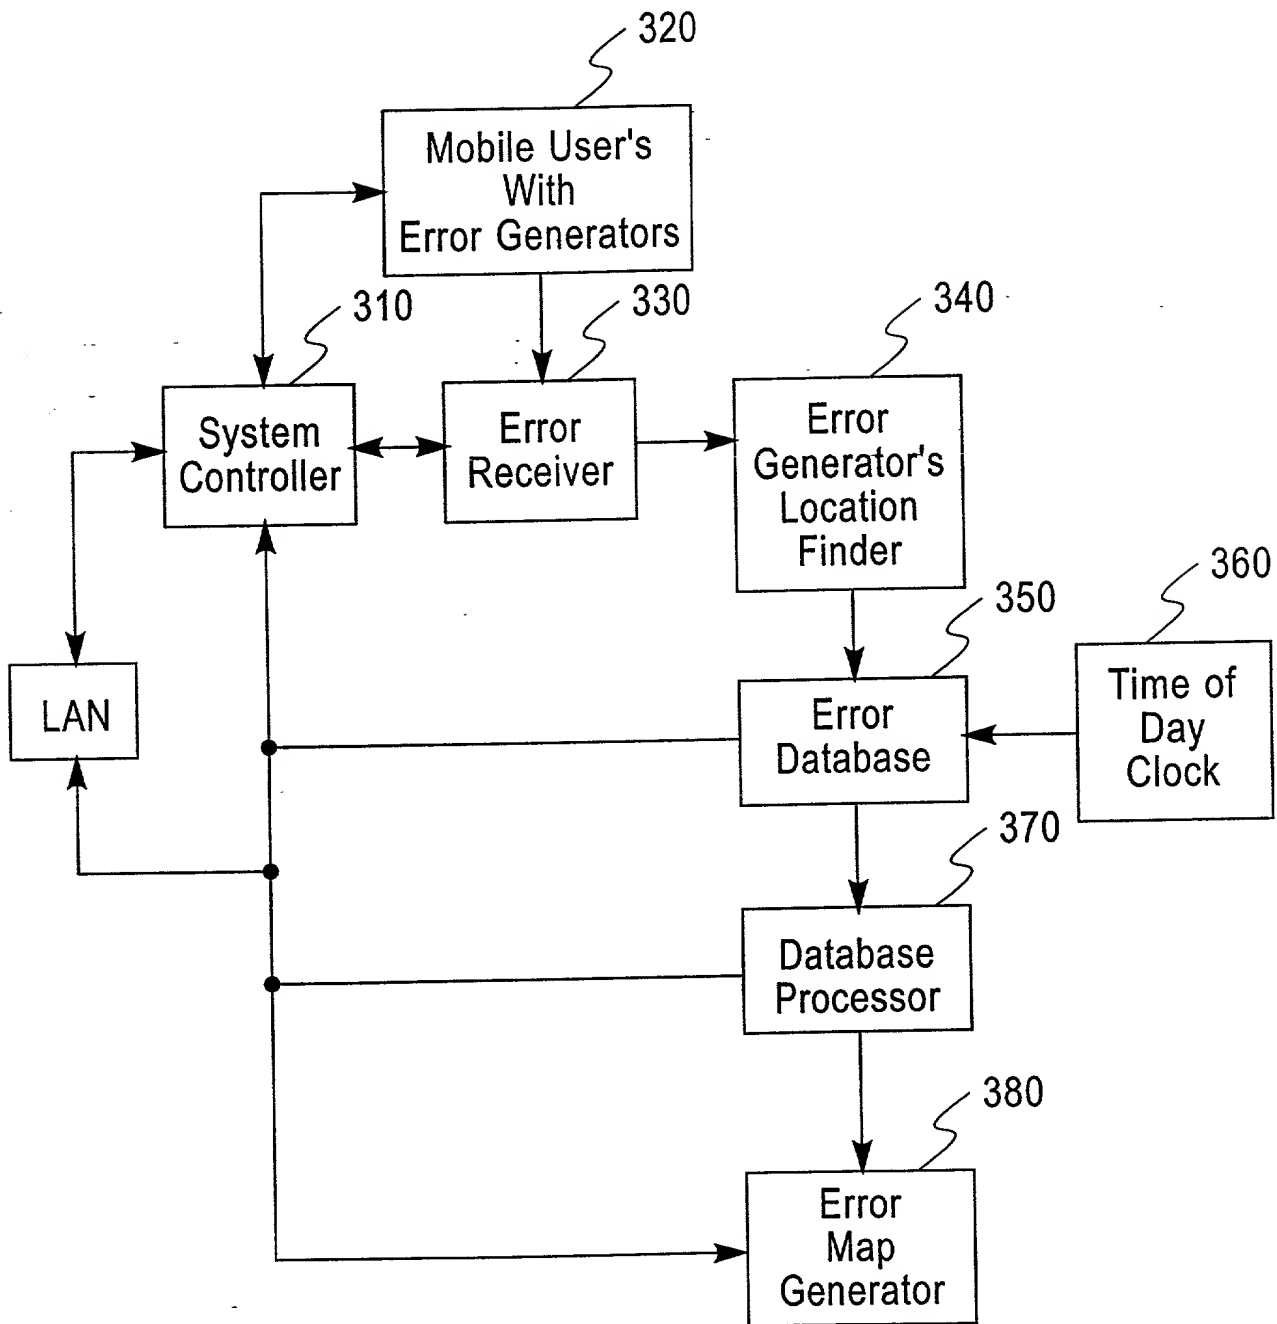 320
Mobile User's
With
Error Generators
310
330
340
System
Controller
Error
Receiver
Error
Generator's
Location
Finder
350
360
LAN
Error
Database
Time of
Day
Clock
370
Database
Processor
380
Error
Map
Generator